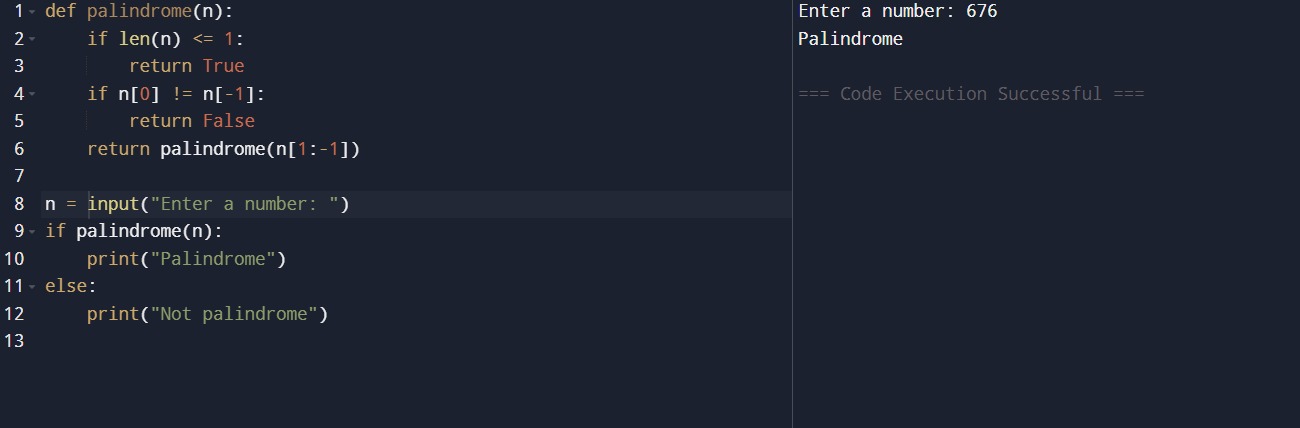 1 def palindrome(n):
2     if len(n) <= 1:
3         return True
4     if n[0] != n[-1]:
5         return False
6     return palindrome(n[1:-1])
7
8 n = input("Enter a number: ")
9 if palindrome(n):
10     print("Palindrome")
11 else:
12     print("Not palindrome")
13
Enter a number: 676
Palindrome
=== Code Execution Successful ===